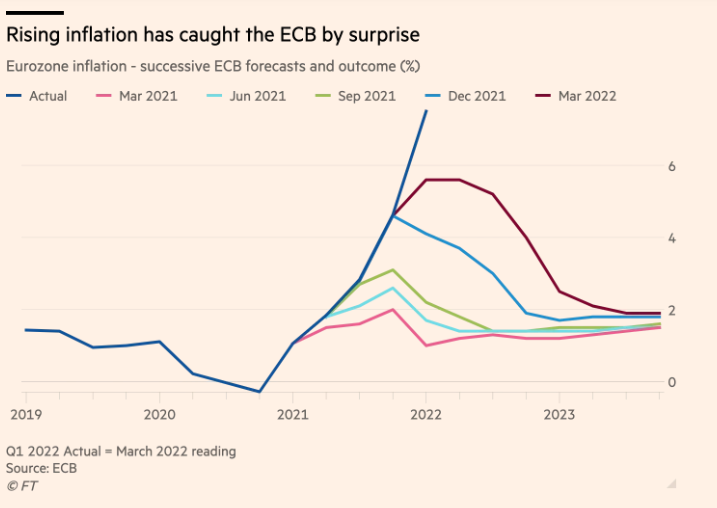 Rising inflation has caught the ECB by surprise
Eurozone inflation - successive ECB forecasts and outcome (%)
Actual Mar 2021 Jun 2021 Sep 2021 Dec 2021 Mar 2022
6
4
2
0
2019 2020 2021 2022 2023
Q1 2022 Actual = March 2022 reading
Source: ECB
© FT